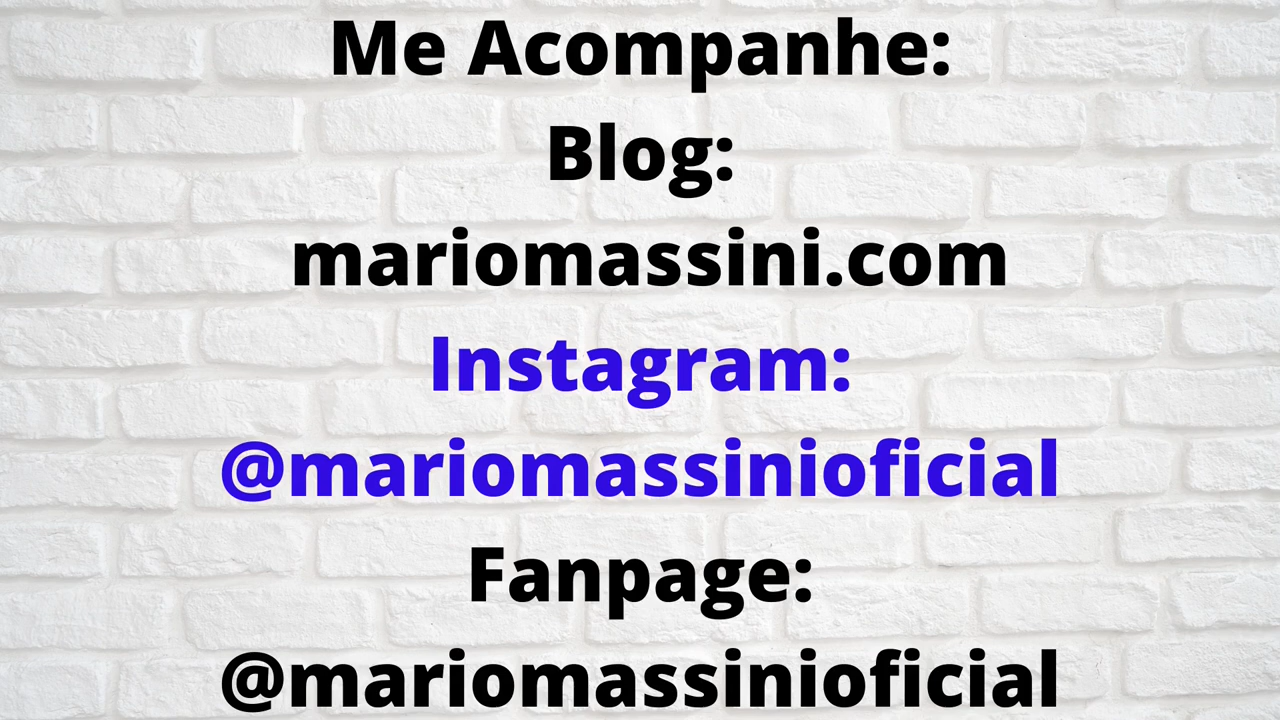 Me Acompanhe:
Blog:
mariomassini.com
Instagram:
@mariomassinioficial
Fanpage:
@mariomassinioficial